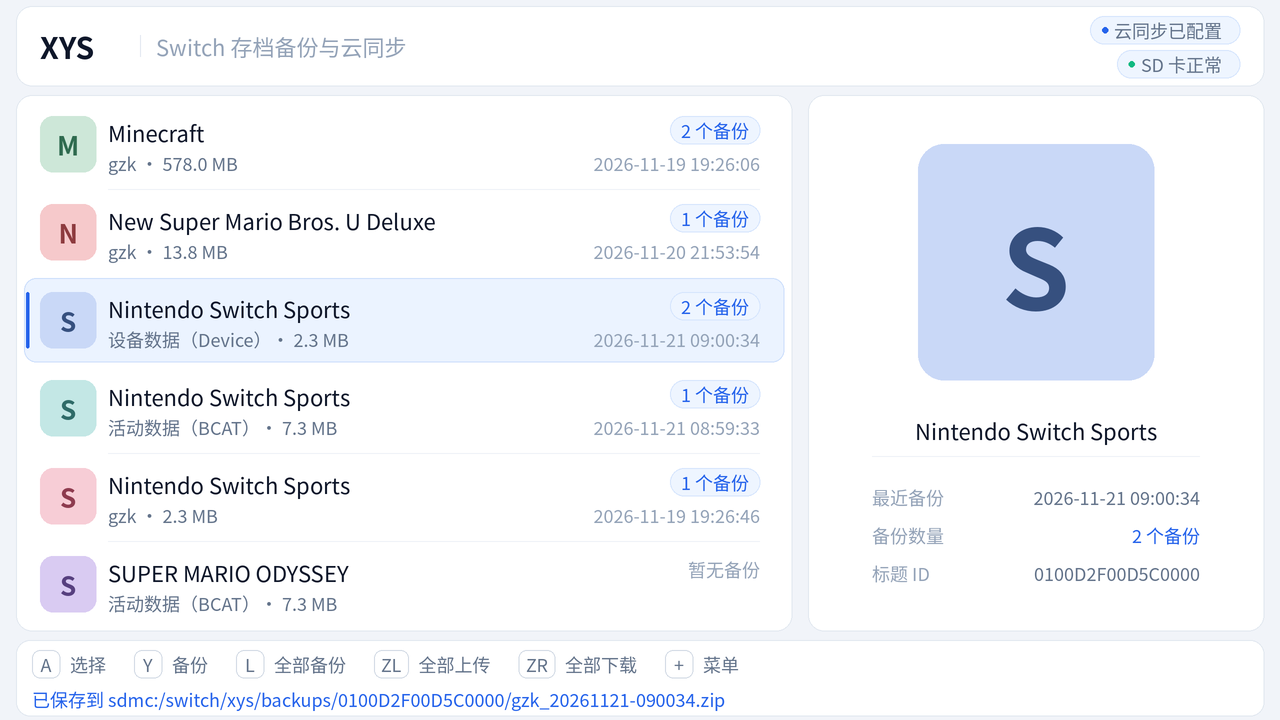 XYS
Switch 存档备份与云同步
云同步已配置
SD 卡正常
M
Minecraft
2 个备份
gzk • 578.0 MB
2026-11-19 19:26:06
N
New Super Mario Bros. U Deluxe
1 个备份
gzk • 13.8 MB
2026-11-20 21:53:54
S
Nintendo Switch Sports
2 个备份
设备数据（Device） • 2.3 MB
2026-11-21 09:00:34
S
Nintendo Switch Sports
1 个备份
活动数据（BCAT） • 7.3 MB
2026-11-21 08:59:33
S
Nintendo Switch Sports
1 个备份
gzk • 2.3 MB
2026-11-19 19:26:46
S
SUPER MARIO ODYSSEY
暂无备份
活动数据（BCAT） • 7.3 MB
S
Nintendo Switch Sports
最近备份 2026-11-21 09:00:34
备份数量 2 个备份
标题 ID 0100D2F00D5C0000
A 选择 Y 备份 L 全部备份 ZL 全部上传 ZR 全部下载 + 菜单
已保存到 sdmc:/switch/xys/backups/0100D2F00D5C0000/gzk_20261121-090034.zip